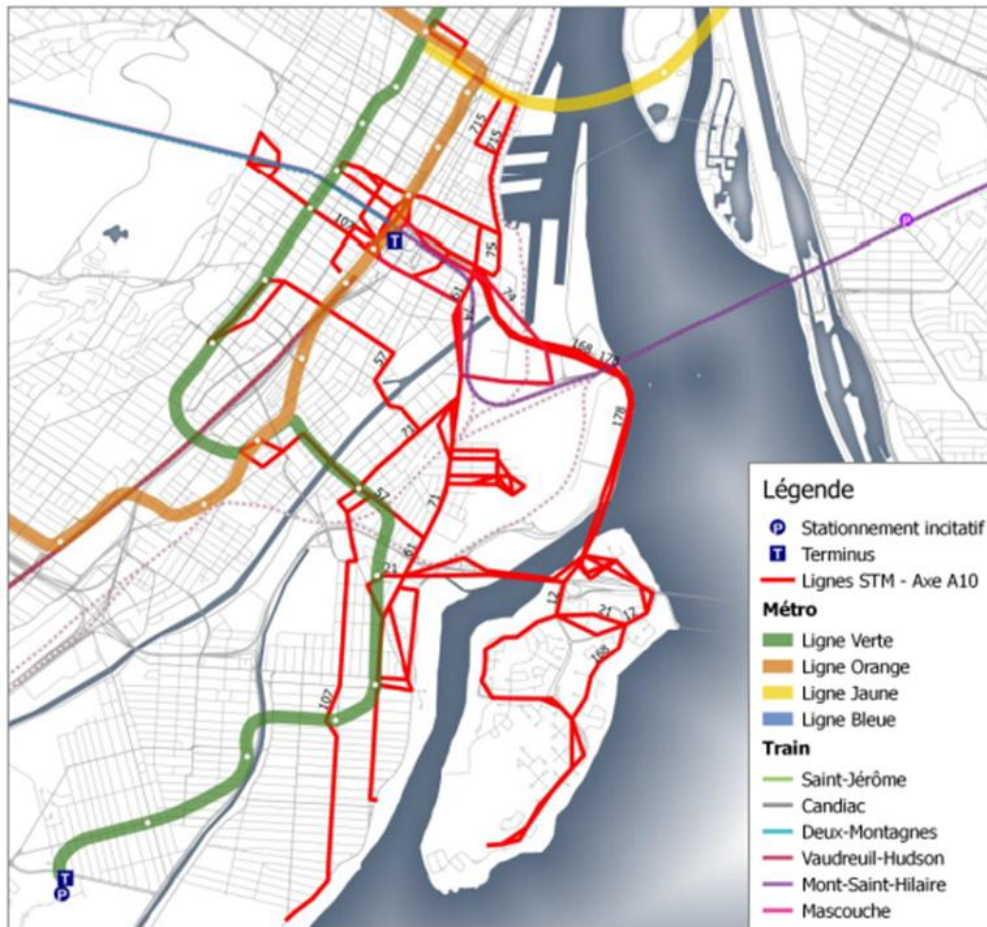 715
715
107
T
P
75
61
74
74
168 178
57
178
71
57
71
61
21
12
21
12
168
107
T
P
Légende
P Stationnement incitatif
T Terminus
Lignes STM - Axe A10
Métro
Ligne Verte
Ligne Orange
Ligne Jaune
Ligne Bleue
Train
Saint-Jérôme
Candiac
Deux-Montagnes
Vaudreuil-Hudson
Mont-Saint-Hilaire
Mascouche